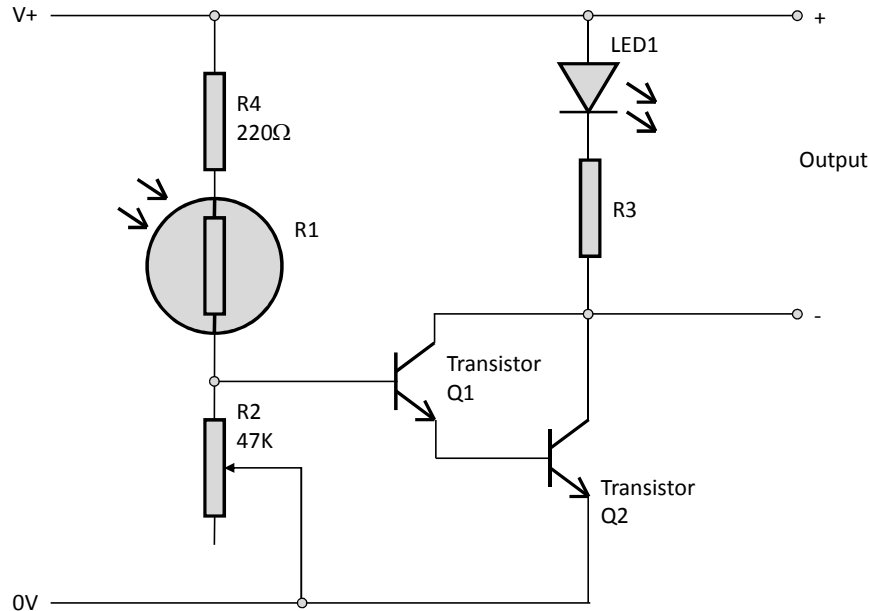 V+
+
LED1
R4
220Ω
Output
R1
R3
-
Transistor
Q1
R2
47K
Transistor
Q2
0V